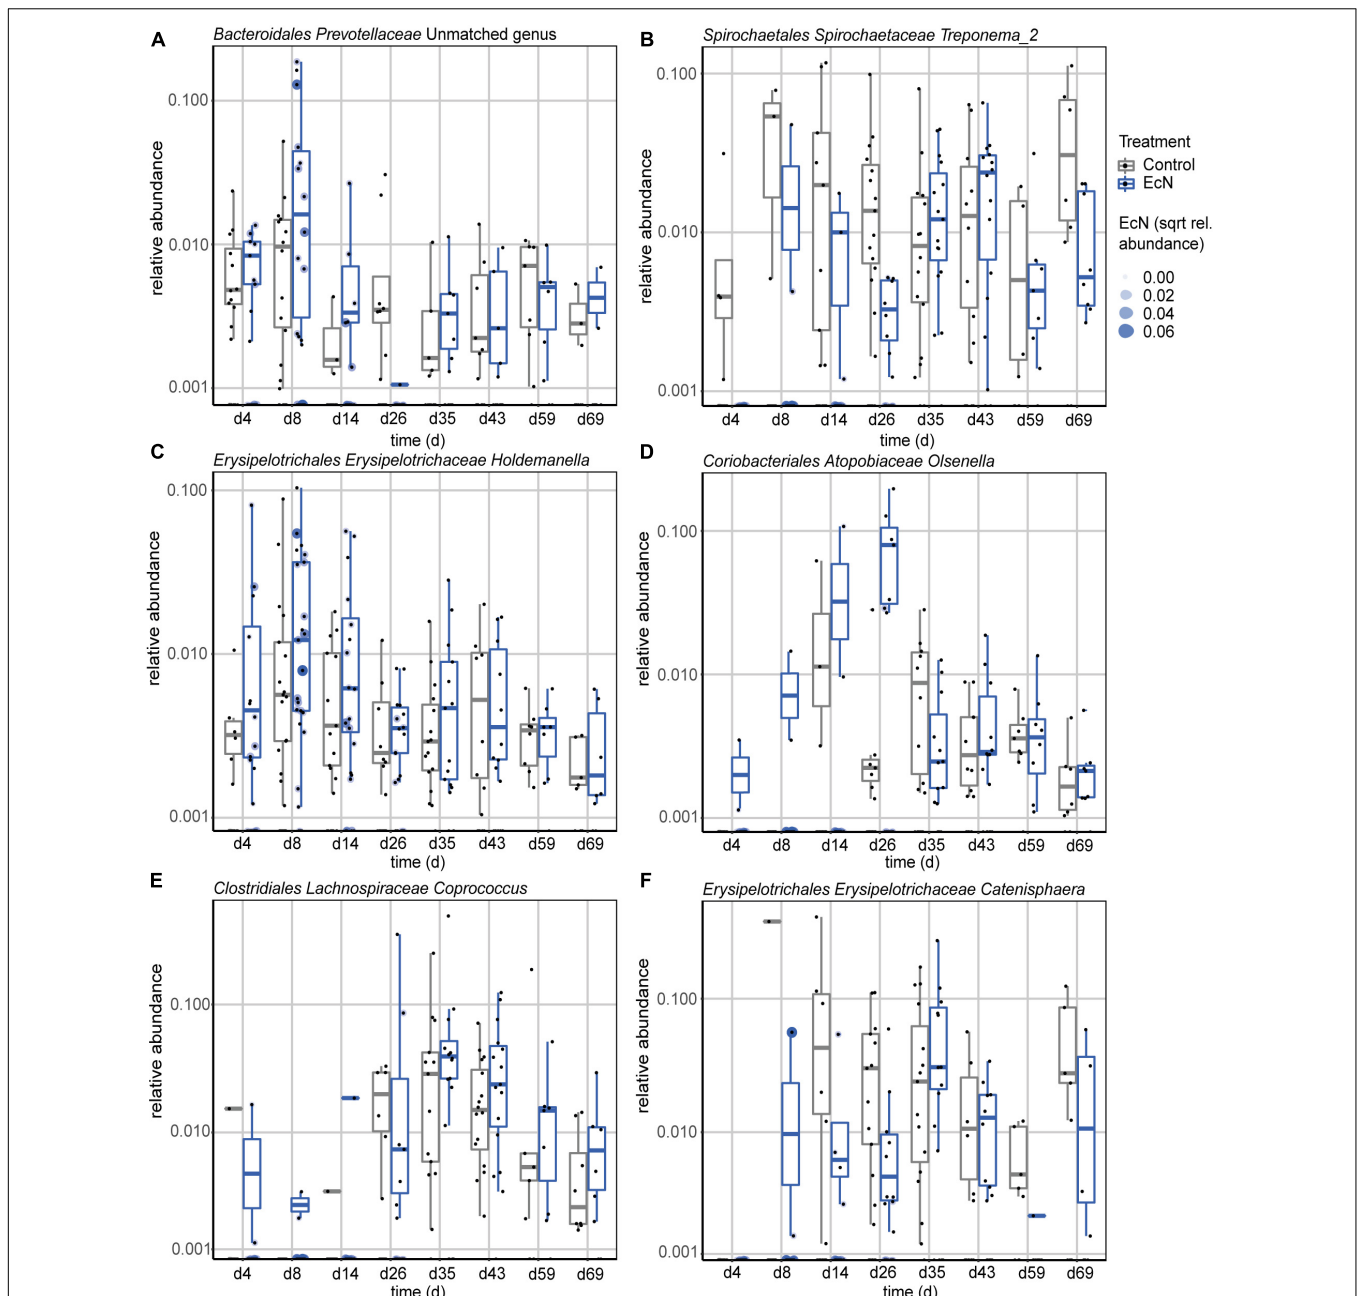 A
Bacteroidales Prevotellaceae Unmatched genus
relative abundance
0.100
0.010
0.001
d4 d8 d14 d26 d35 d43 d59 d69
time (d)
B
Spirochaetales Spirochaetaceae Treponema_2
relative abundance
0.100
0.010
0.001
d4 d8 d14 d26 d35 d43 d59 d69
time (d)
Treatment
Control
EcN
EcN (sqrt rel.
abundance)
0.00
0.02
0.04
0.06
C
Erysipelotrichales Erysipelotrichaceae Holdemanella
relative abundance
0.100
0.010
0.001
d4 d8 d14 d26 d35 d43 d59 d69
time (d)
D
Coriobacteriales Atopobiaceae Olsenella
relative abundance
0.100
0.010
0.001
d4 d8 d14 d26 d35 d43 d59 d69
time (d)
E
Clostridiales Lachnospiraceae Coprococcus
relative abundance
0.100
0.010
0.001
d4 d8 d14 d26 d35 d43 d59 d69
time (d)
F
Erysipelotrichales Erysipelotrichaceae Catenisphaera
relative abundance
0.100
0.010
0.001
d4 d8 d14 d26 d35 d43 d59 d69
time (d)